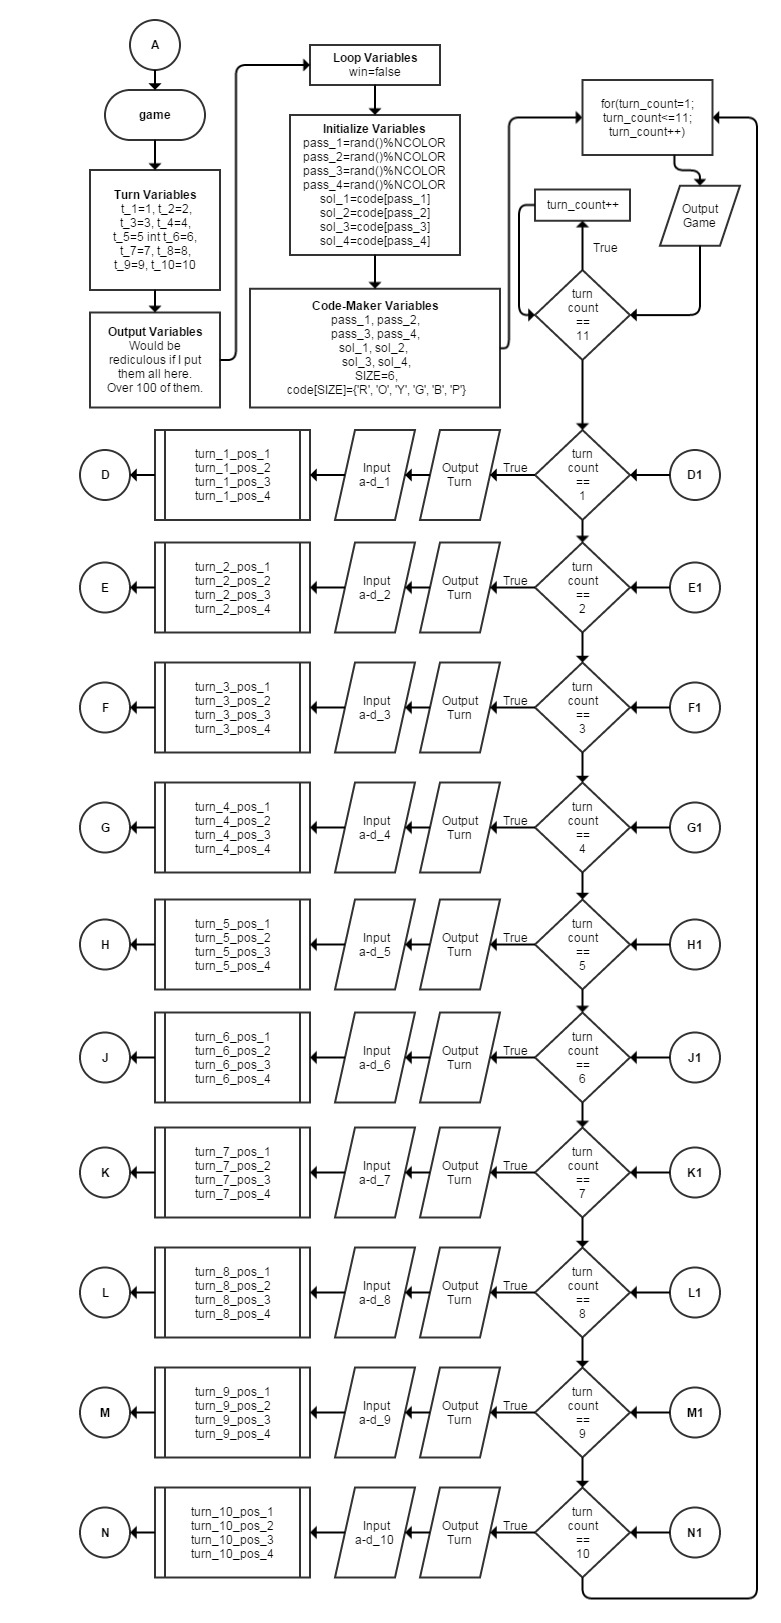 A
game
Turn Variables
t_1=1, t_2=2,
t_3=3, t_4=4,
t_5=5 int t_6=6,
t_7=7, t_8=8,
t_9=9, t_10=10
Output Variables
Would be
rediculous if I put
them all here.
Over 100 of them.
Loop Variables
win=false
Initialize Variables
pass_1=rand()%NCOLOR
pass_2=rand()%NCOLOR
pass_3=rand()%NCOLOR
pass_4=rand()%NCOLOR
sol_1=code[pass_1]
sol_2=code[pass_2]
sol_3=code[pass_3]
sol_4=code[pass_4]
Code-Maker Variables
pass_1, pass_2,
pass_3, pass_4,
sol_1, sol_2,
sol_3, sol_4,
SIZE=6,
code[SIZE]={'R', 'O', 'Y', 'G', 'B', 'P'}
for(turn_count=1;
turn_count<=11;
turn_count++)
Output
Game
turn_count++
True
turn
count
==
11
D
turn_1_pos_1
turn_1_pos_2
turn_1_pos_3
turn_1_pos_4
Input
a-d_1
Output
Turn
True
turn
count
==
1
D1
E
turn_2_pos_1
turn_2_pos_2
turn_2_pos_3
turn_2_pos_4
Input
a-d_2
Output
Turn
True
turn
count
==
2
E1
F
turn_3_pos_1
turn_3_pos_2
turn_3_pos_3
turn_3_pos_4
Input
a-d_3
Output
Turn
True
turn
count
==
3
F1
G
turn_4_pos_1
turn_4_pos_2
turn_4_pos_3
turn_4_pos_4
Input
a-d_4
Output
Turn
True
turn
count
==
4
G1
H
turn_5_pos_1
turn_5_pos_2
turn_5_pos_3
turn_5_pos_4
Input
a-d_5
Output
Turn
True
turn
count
==
5
H1
J
turn_6_pos_1
turn_6_pos_2
turn_6_pos_3
turn_6_pos_4
Input
a-d_6
Output
Turn
True
turn
count
==
6
J1
K
turn_7_pos_1
turn_7_pos_2
turn_7_pos_3
turn_7_pos_4
Input
a-d_7
Output
Turn
True
turn
count
==
7
K1
L
turn_8_pos_1
turn_8_pos_2
turn_8_pos_3
turn_8_pos_4
Input
a-d_8
Output
Turn
True
turn
count
==
8
L1
M
turn_9_pos_1
turn_9_pos_2
turn_9_pos_3
turn_9_pos_4
Input
a-d_9
Output
Turn
True
turn
count
==
9
M1
N
turn_10_pos_1
turn_10_pos_2
turn_10_pos_3
turn_10_pos_4
Input
a-d_10
Output
Turn
True
turn
count
==
10
N1